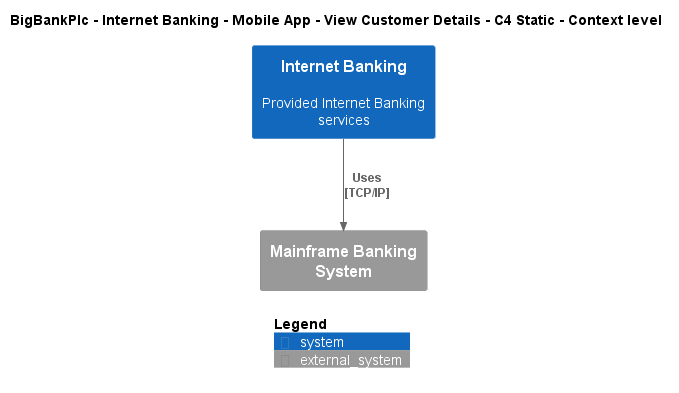 BigBankPlc - Internet Banking - Mobile App - View Customer Details - C4 Static - Context level
Internet Banking
Provided Internet Banking
services
Uses
[TCP/IP]
Mainframe Banking
System
Legend
system
external_system